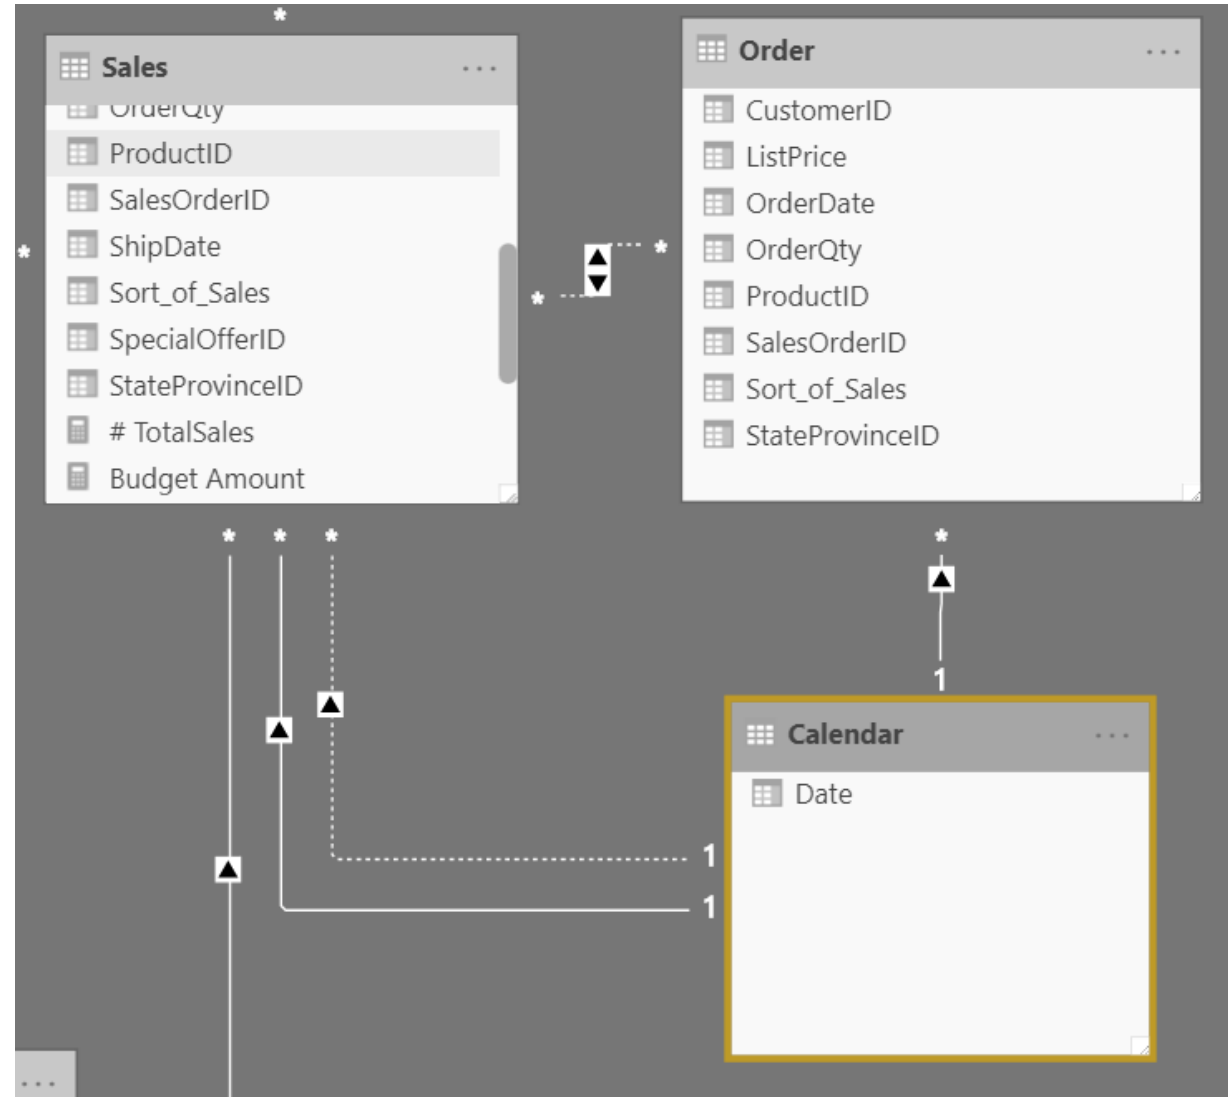 *
Sales
...
OrderQty
ProductID
SalesOrderID
ShipDate
Sort_of_Sales
SpecialOfferID
StateProvinceID
# TotalSales
Budget Amount
*
*
*
Order
...
CustomerID
ListPrice
OrderDate
OrderQty
ProductID
SalesOrderID
Sort_of_Sales
StateProvinceID
* * *
*
1
Calendar
...
Date
1
1
...